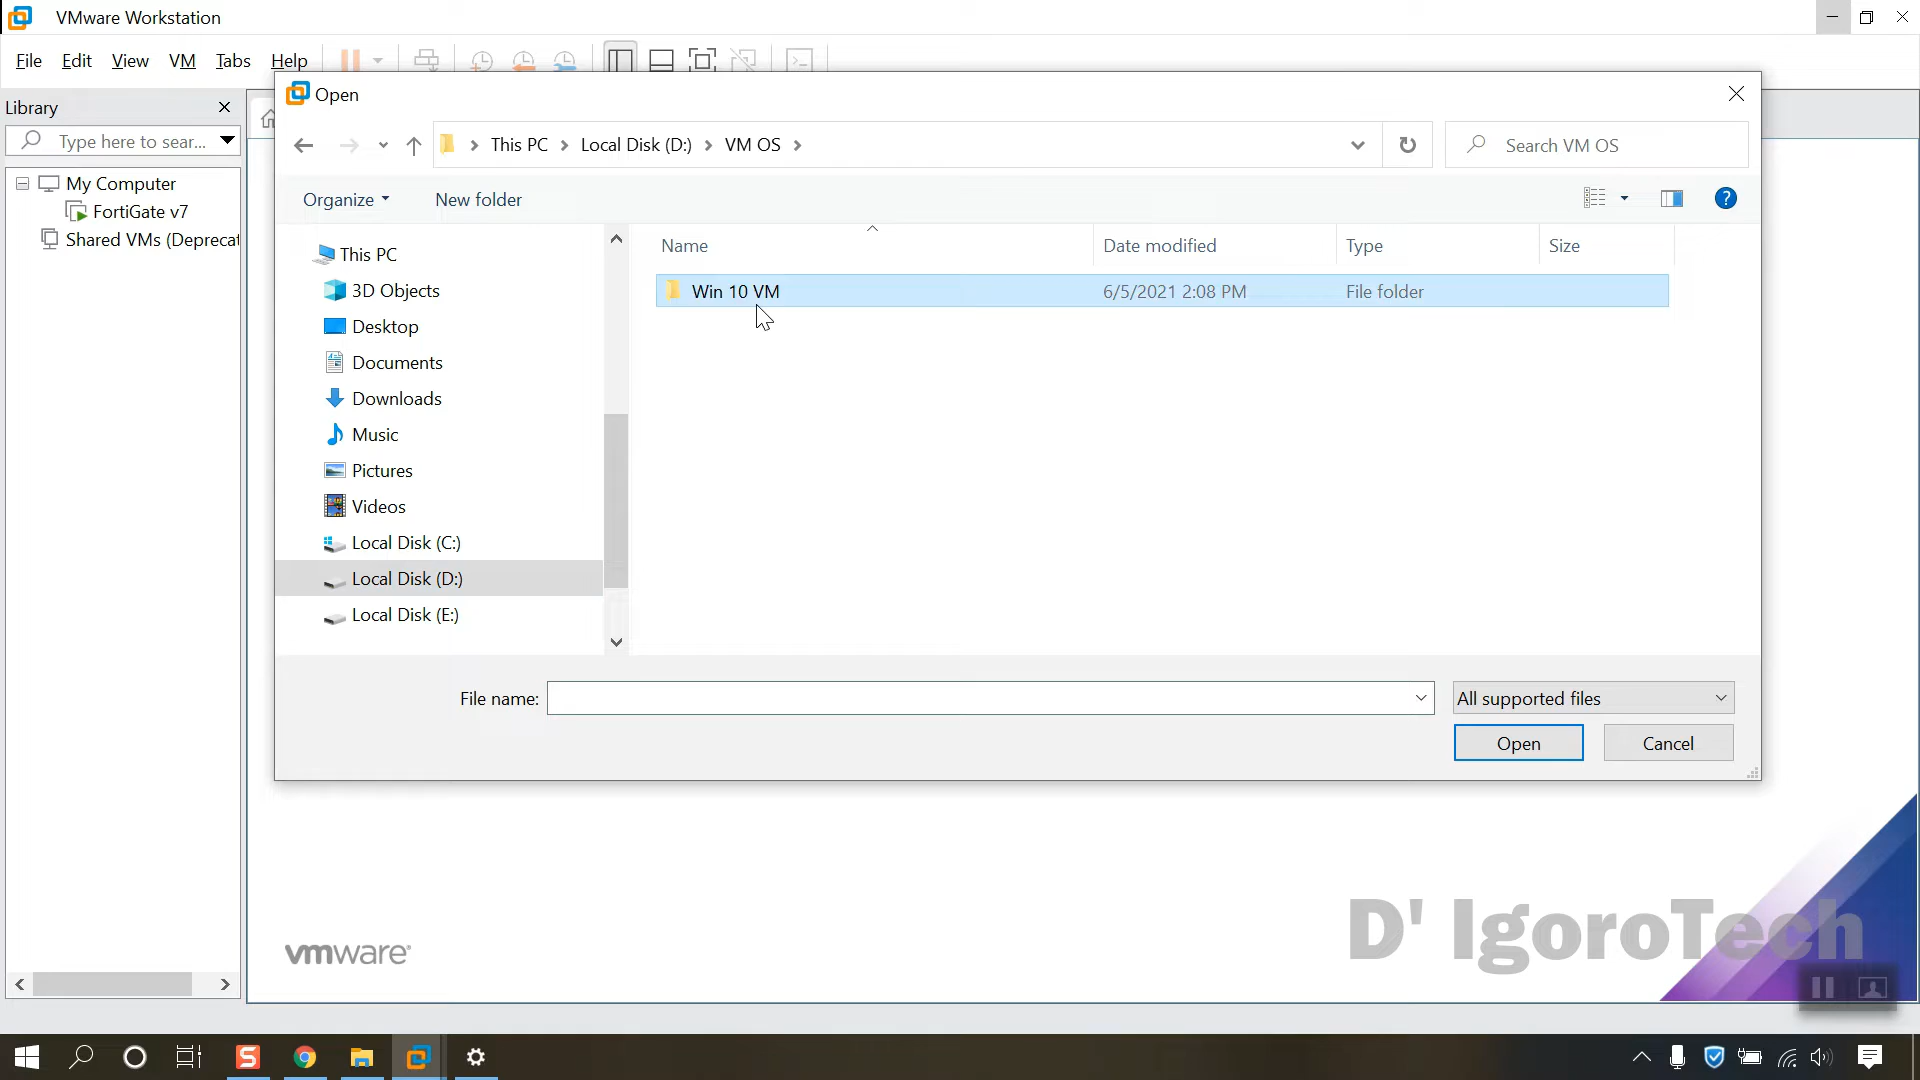 VMware Workstation
File Edit View VM Tabs Help
Library
Type here to sear...
My Computer
FortiGate v7
Shared VMs (Deprecat
Open
This PC Local Disk (D:) VM OS
Search VM OS
Organize New folder
?
Name Date modified Type Size
Win 10 VM 6/5/2021 2:08 PM File folder
This PC
3D Objects
Desktop
Documents
Downloads
Music
Pictures
Videos
Local Disk (C:)
Local Disk (D:)
Local Disk (E:)
File name:
All supported files
Open Cancel
vmware®
D' IgoroTech
S